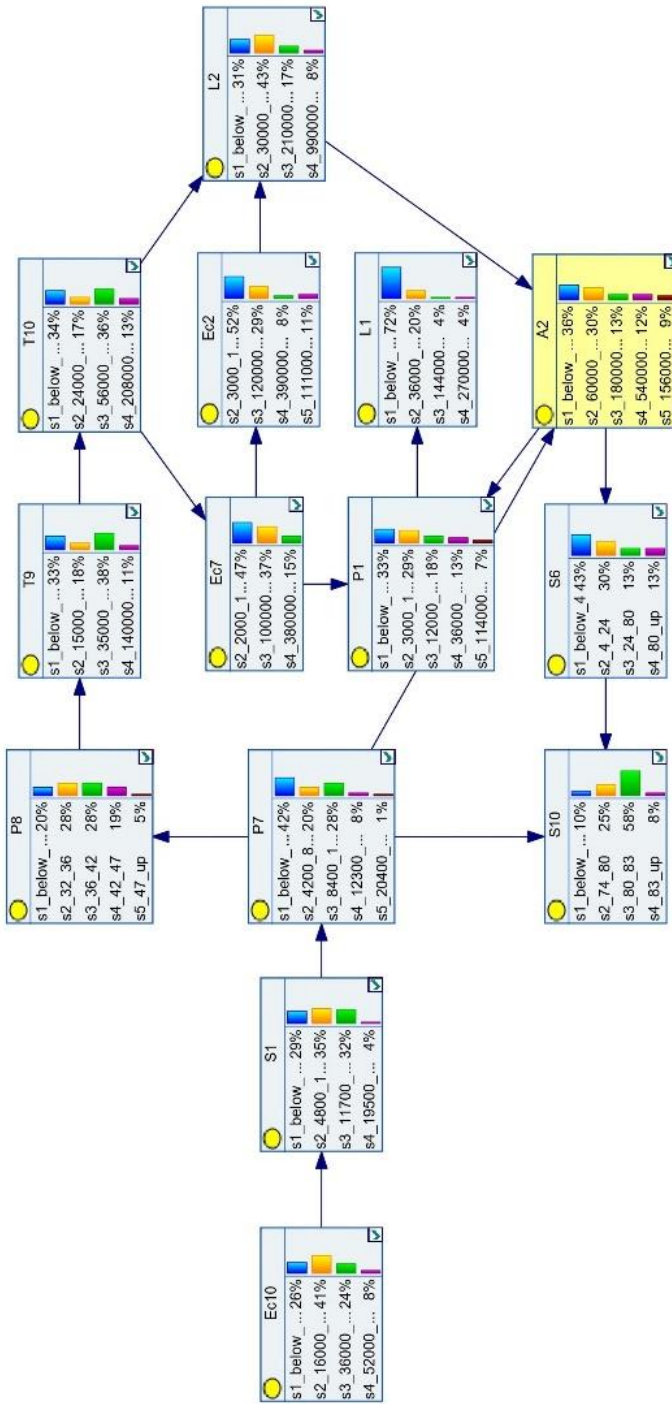 L2
s1_below_ ... 31%
s2_30000_... 43%
s3_210000... 17%
s4_990000... 8%
T10
s1_below_ ... 34%
s2_24000_... 17%
s3_56000_... 36%
s4_208000... 13%
Ec2
s2_3000_1... 52%
s3_120000... 29%
s4_390000... 8%
s5_111000... 11%
L1
s1_below_ ... 72%
s2_36000_... 20%
s3_144000... 4%
s4_270000... 4%
A2
s1_below_ ... 36%
s2_60000_... 30%
s3_180000... 13%
s4_540000... 12%
s5_156000... 9%
T9
s1_below_ ... 33%
s2_15000_... 18%
s3_35000_... 38%
s4_140000... 11%
Ec7
s2_2000_1... 47%
s3_100000... 37%
s4_380000... 15%
P1
s1_below_ ... 33%
s2_3000_1... 29%
s3_12000_... 18%
s4_36000_... 13%
s5_114000... 7%
S6
s1_below_4 43%
s2_4_24 30%
s3_24_80 13%
s4_80_up 13%
P8
s1_below_ ... 20%
s2_32_36 28%
s3_36_42 28%
s4_42_47 19%
s5_47_up 5%
P7
s1_below_ ... 42%
s2_4200_8... 20%
s3_8400_1... 28%
s4_12300_... 8%
s5_20400_... 1%
S10
s1_below_ ... 10%
s2_74_80 25%
s3_80_83 58%
s4_83_up 8%
S1
s1_below_ ... 29%
s2_4800_1... 35%
s3_11700_... 32%
s4_19500_... 4%
Ec10
s1_below_ ... 26%
s2_16000_... 41%
s3_36000_... 24%
s4_52000_... 8%